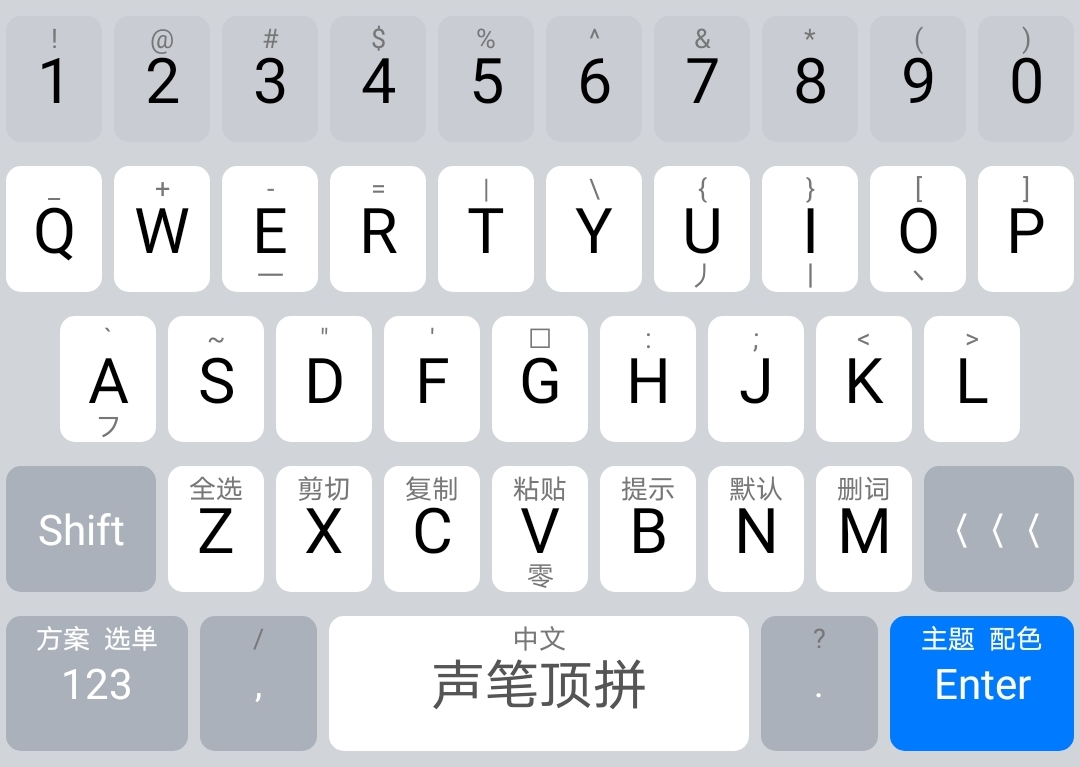 ! @ # $ % ^ & * ( )
1 2 3 4 5 6 7 8 9 0
_ + - = | \ { } [ ]
Q W E R T Y U I O P
一 丿 丨 丶
` ~ " ' □ : ; < >
A S D F G H J K L
フ
全选 剪切 复制 粘贴 提示 默认 删词
Shift Z X C V B N M 〈〈〈
零
方案 选单 / 中文 ? 主题 配色
123 , 声笔顶拼 . Enter